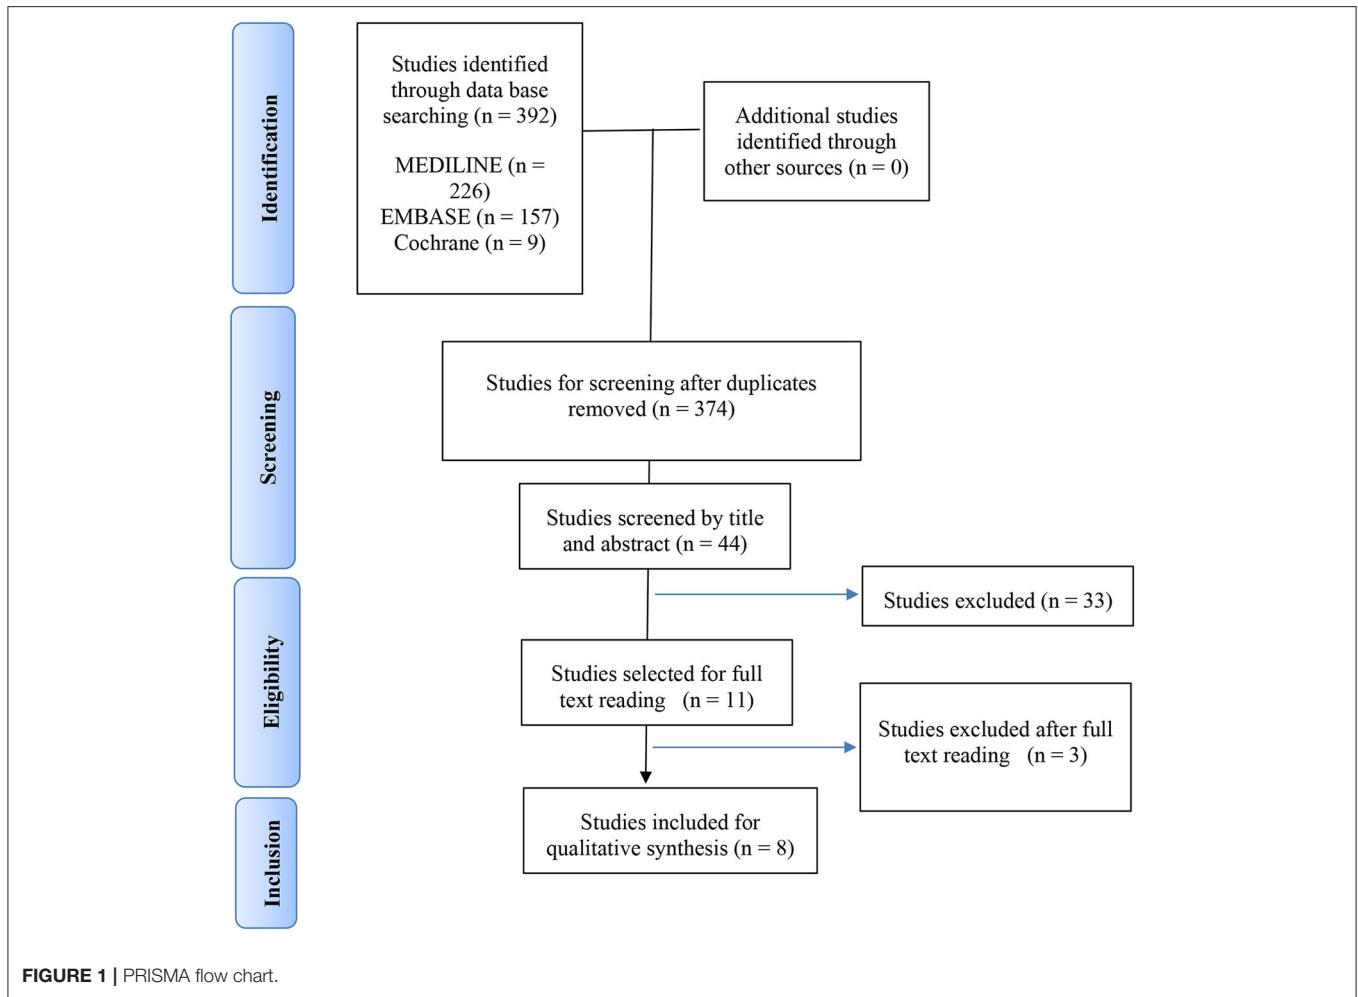 Identification
Studies identified
through data base
searching (n = 392)
MEDILINE (n =
226)
EMBASE (n = 157)
Cochrane (n = 9)
Additional studies
identified through
other sources (n = 0)
Screening
Studies for screening after duplicates
removed (n = 374)
Studies screened by title
and abstract (n = 44)
Studies excluded (n = 33)
Eligibility
Studies selected for full
text reading (n = 11)
Studies excluded after full
text reading (n = 3)
Inclusion
Studies included for
qualitative synthesis (n = 8)
FIGURE 1 | PRISMA flow chart.